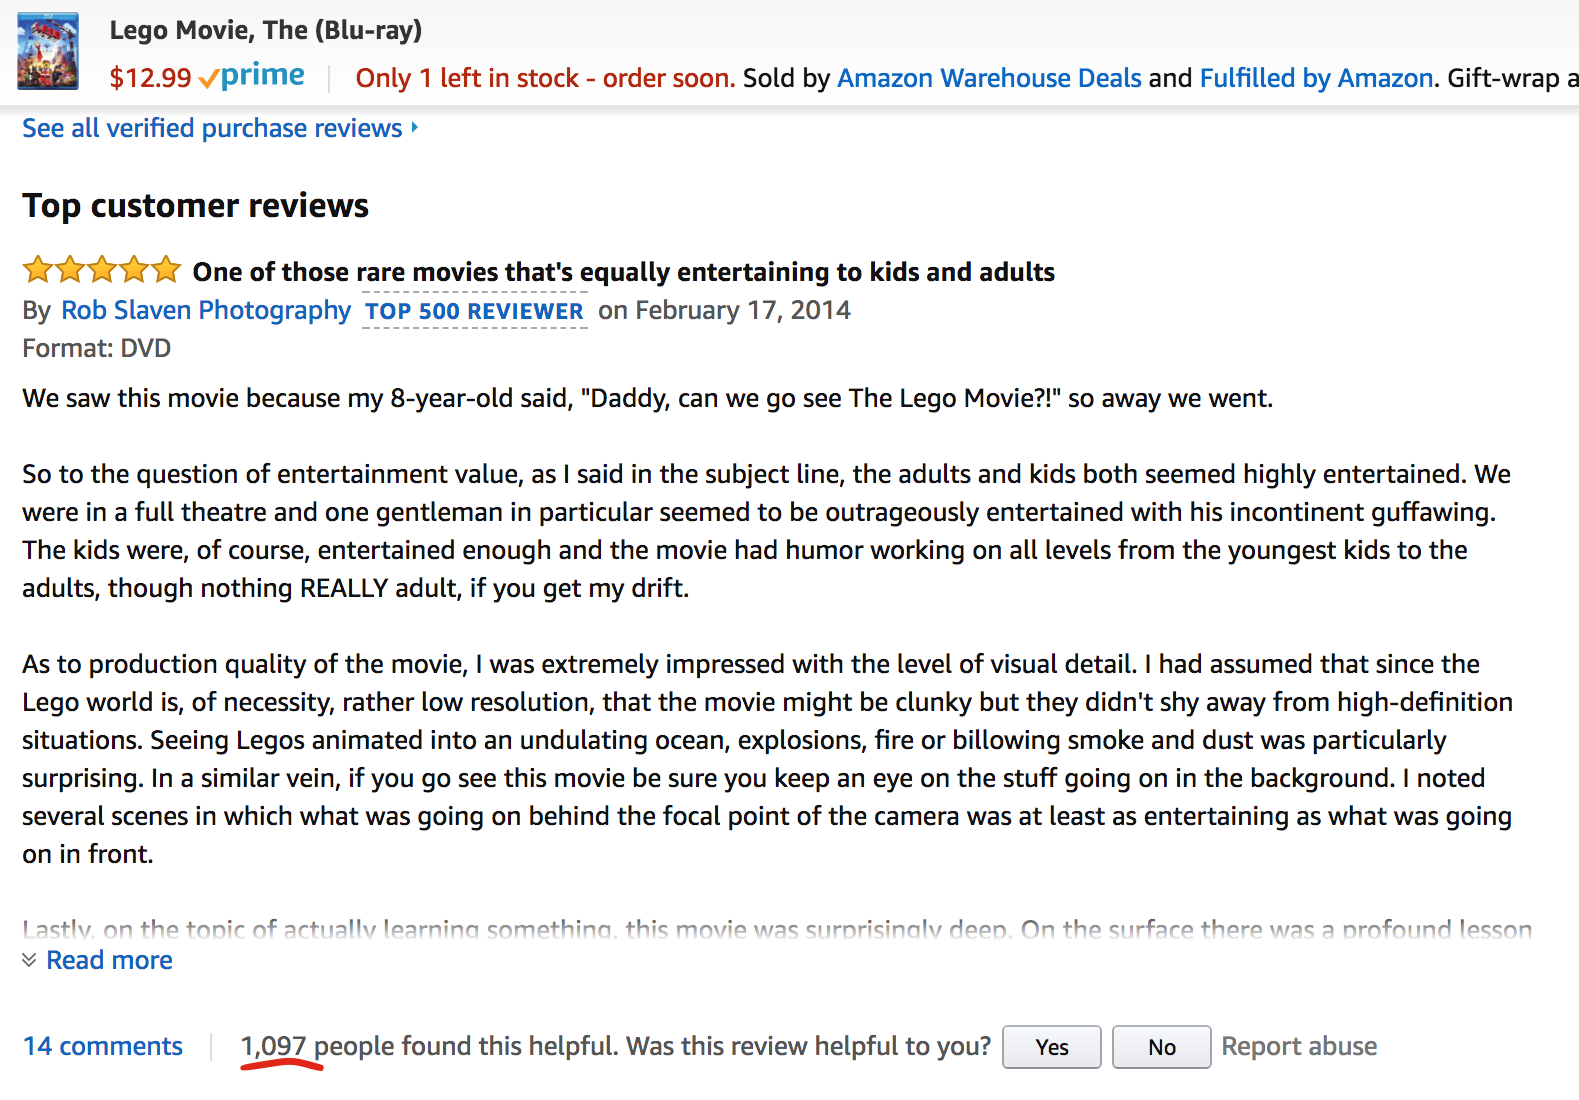 Lego Movie, The (Blu-ray)
$12.99 prime Only 1 left in stock - order soon. Sold by Amazon Warehouse Deals and Fulfilled by Amazon. Gift-wrap a
See all verified purchase reviews
Top customer reviews
One of those rare movies that's equally entertaining to kids and adults
By Rob Slaven Photography TOP 500 REVIEWER on February 17, 2014
Format: DVD
We saw this movie because my 8-year-old said, "Daddy, can we go see The Lego Movie?!" so away we went.
So to the question of entertainment value, as I said in the subject line, the adults and kids both seemed highly entertained. We
were in a full theatre and one gentleman in particular seemed to be outrageously entertained with his incontinent guffawing.
The kids were, of course, entertained enough and the movie had humor working on all levels from the youngest kids to the
adults, though nothing REALLY adult, if you get my drift.
As to production quality of the movie, I was extremely impressed with the level of visual detail. I had assumed that since the
Lego world is, of necessity, rather low resolution, that the movie might be clunky but they didn't shy away from high-definition
situations. Seeing Legos animated into an undulating ocean, explosions, fire or billowing smoke and dust was particularly
surprising. In a similar vein, if you go see this movie be sure you keep an eye on the stuff going on in the background. I noted
several scenes in which what was going on behind the focal point of the camera was at least as entertaining as what was going
on in front.
Lastly, on the topic of actually learning something, this movie was surprisingly deep. On the surface there was a profound lesson
Read more
14 comments 1,097 people found this helpful. Was this review helpful to you? Yes No Report abuse